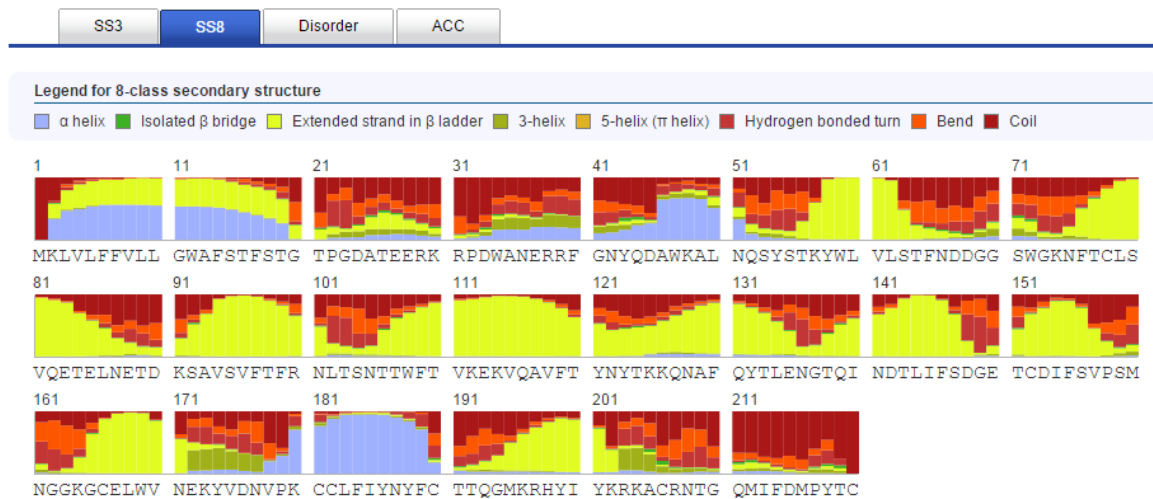 SS3 SS8 Disorder ACC
Legend for 8-class secondary structure
α helix Isolated β bridge Extended strand in β ladder 3-helix 5-helix (π helix) Hydrogen bonded turn Bend Coil
1 11 21 31 41 51 61 71
MKLVLFFVLL GWAFSTFSTG TPGDATEERK RPDWANERRF GNYQDAWKAL NQSYSTKYWL VLSTFNDDGG SWGKNFTCLS
81 91 101 111 121 131 141 151
VQETELNETD KSAVSVFTFR NLTSNTTWFT VKEKVQAVFT YNYTKKQNAF QYTLENGTQI NDTLIFSDGE TCDIFSVPSM
161 171 181 191 201 211
NGGKGCELWV NEKYVDNVPK CCLFIYNYFC TTQGMKRHYI YKRKACRNTG QMIFDMPYTC